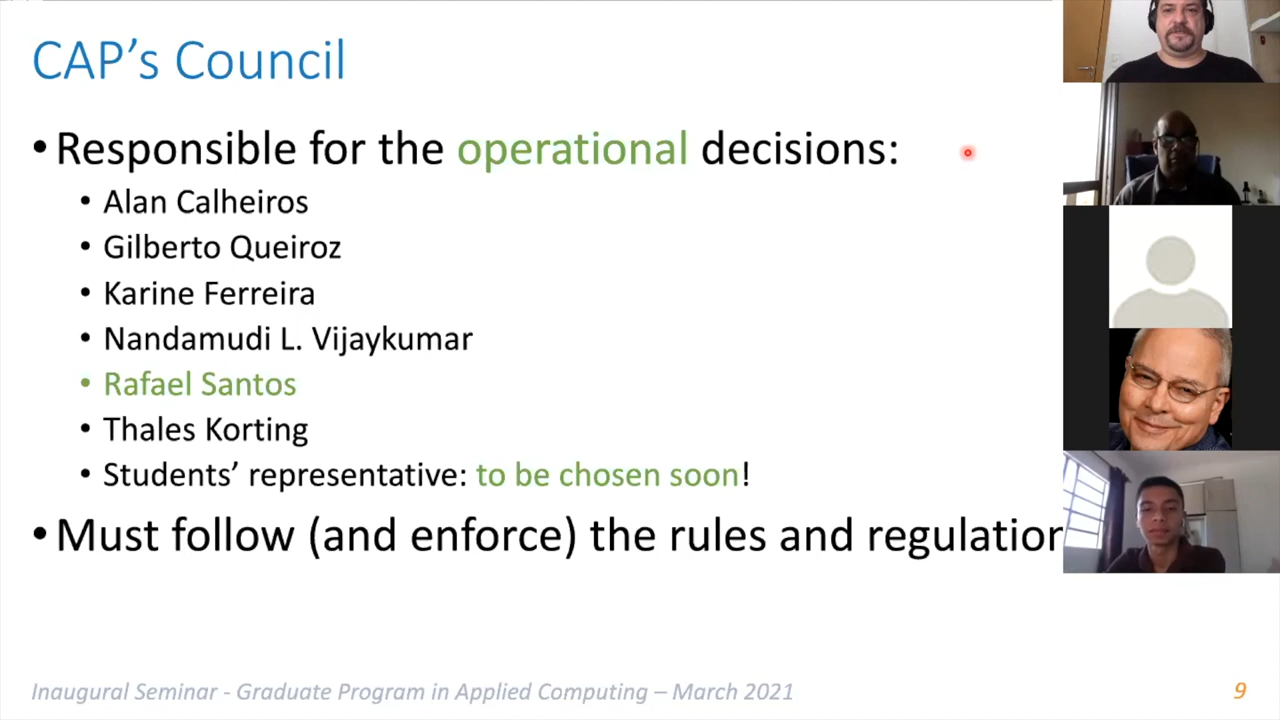 CAP's Council
• Responsible for the operational decisions:
• Alan Calheiros
• Gilberto Queiroz
• Karine Ferreira
• Nandamudi L. Vijaykumar
• Rafael Santos
• Thales Korting
• Students' representative: to be chosen soon!
• Must follow (and enforce) the rules and regulation
Inaugural Seminar - Graduate Program in Applied Computing – March 2021
9